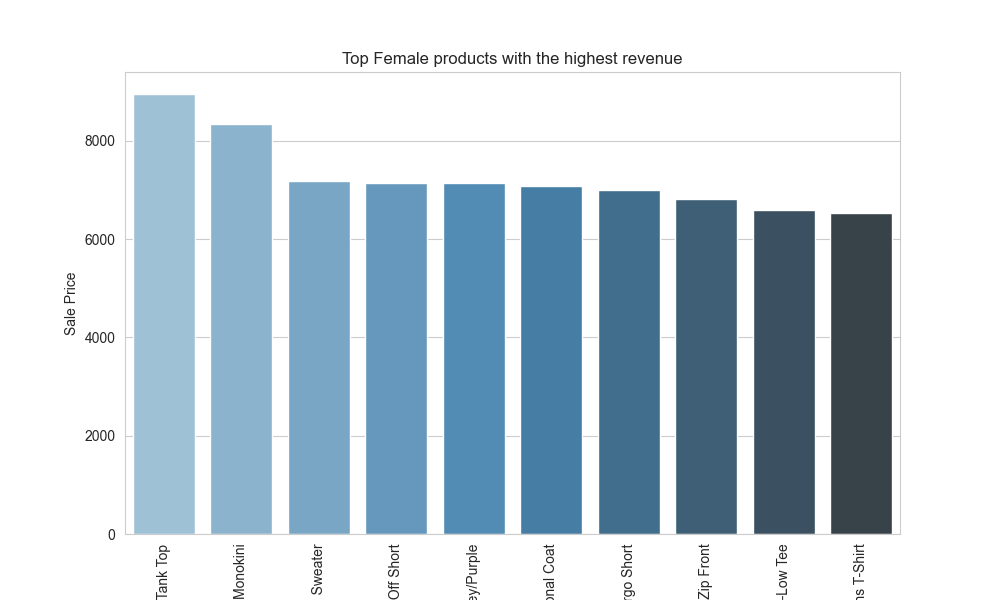 Top Female products with the highest revenue
8000
6000
4000
2000
0
Sale Price
Tank Top
Monokini
Sweater
Off Short
ey/Purple
onal Coat
rgo Short
Zip Front
-Low Tee
ns T-Shirt